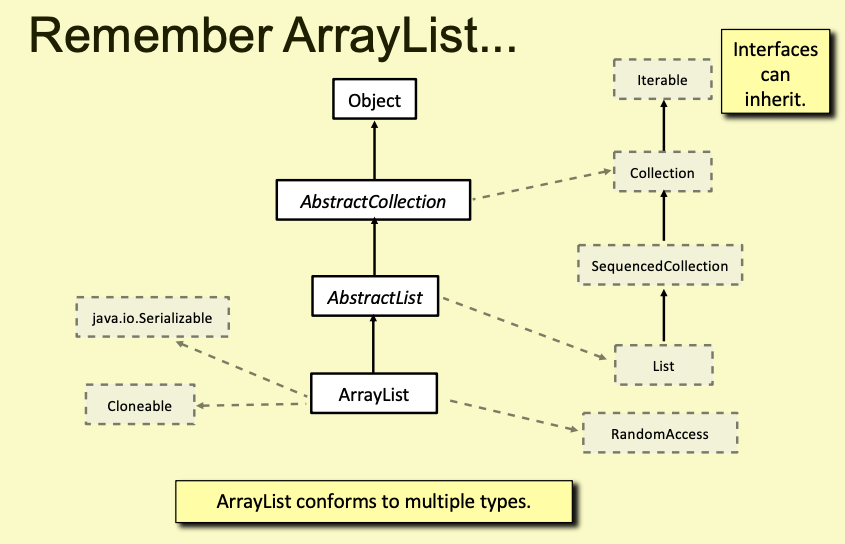 Remember ArrayList...
Interfaces
can
inherit.
Object
Iterable
AbstractCollection
Collection
SequencedCollection
AbstractList
java.io.Serializable
List
ArrayList
Cloneable
RandomAccess
ArrayList conforms to multiple types.